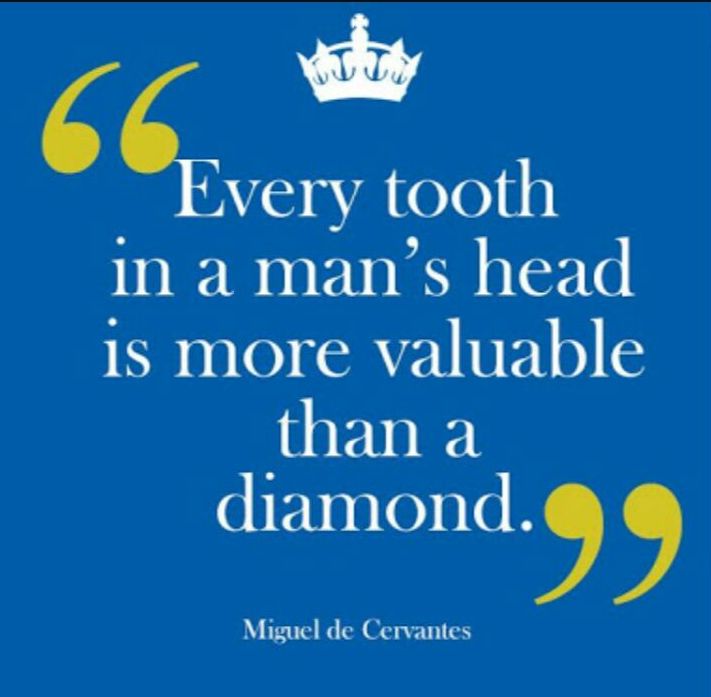 “Every tooth
in a man’s head
is more valuable
than a
diamond.”
Miguel de Cervantes